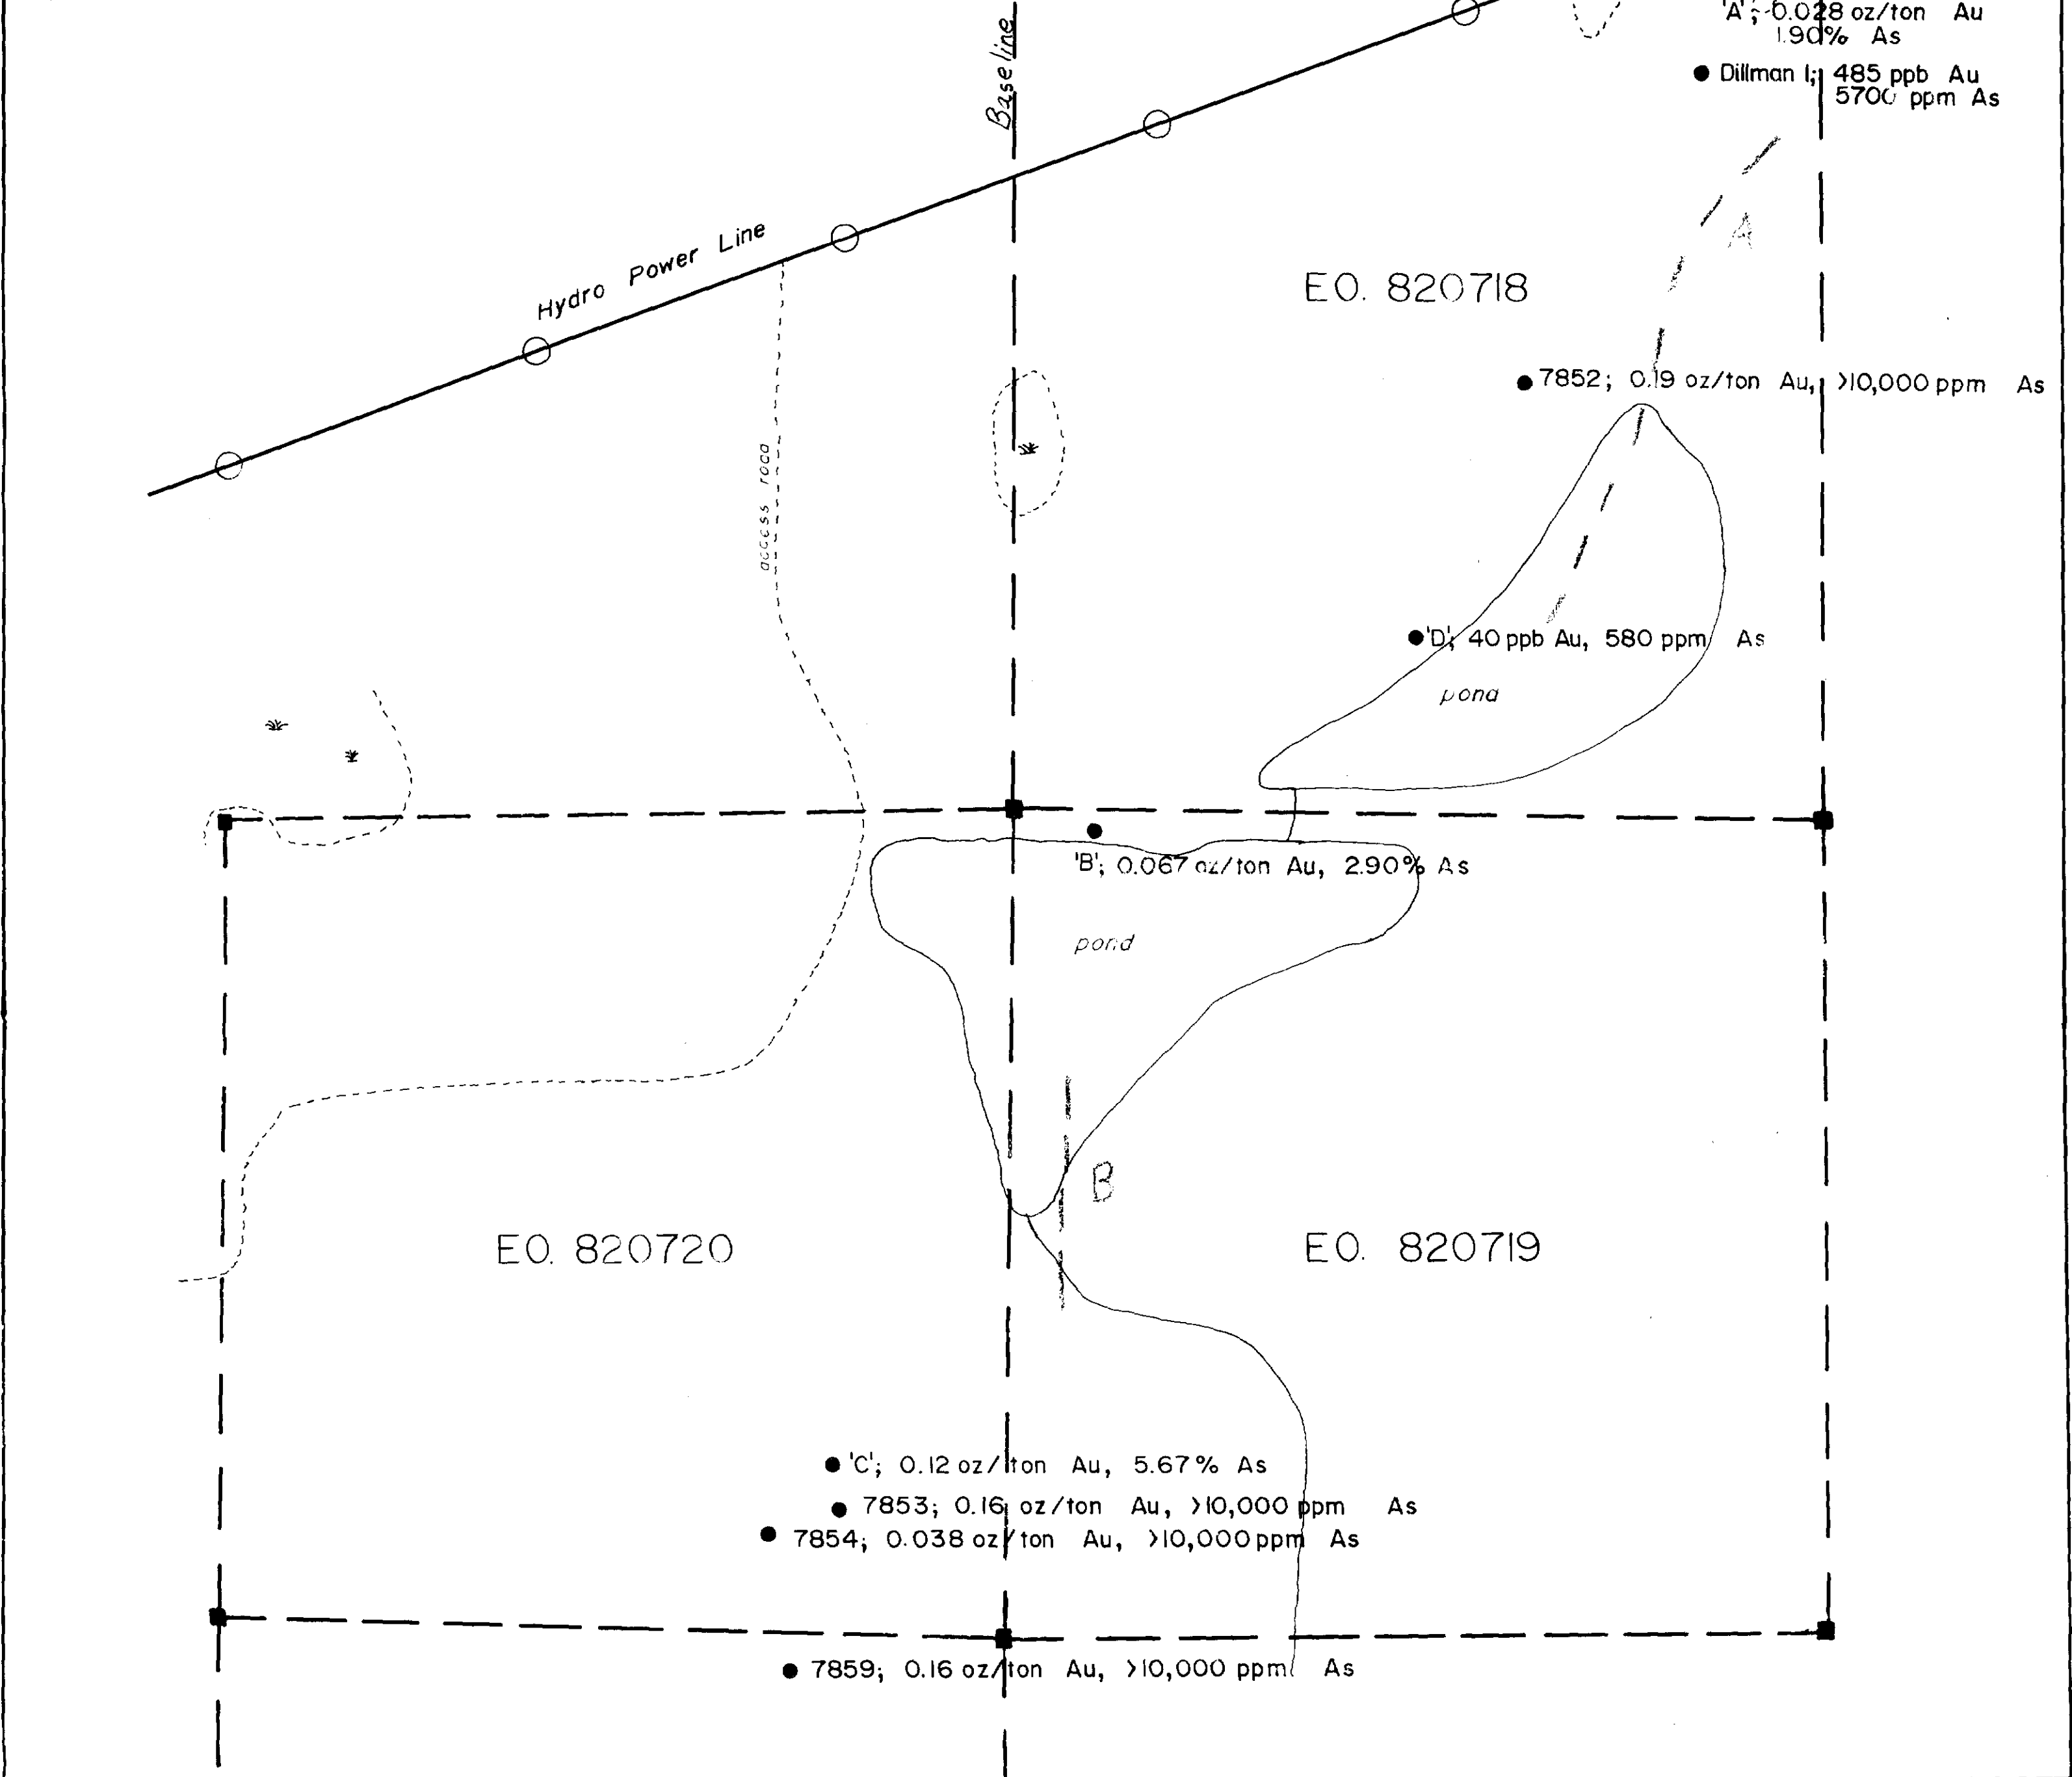 'A'; 0.028 oz/ton Au
1.90% As
Dillman 1; 485 ppb Au
5700 ppm As
Baseline
Hydro Power Line
A
E.O. 820718
7852; 0.19 oz/ton Au, >10,000 ppm As
access road
'D'; 40 ppb Au, 580 ppm As
pond
'B'; 0.067 oz/ton Au, 2.90% As
pond
B
E.O. 820720
E.O. 820719
'C'; 0.12 oz/ton Au, 5.67% As
7853; 0.16 oz/ton Au, >10,000 ppm As
7854; 0.038 oz/ton Au, >10,000 ppm As
7859; 0.16 oz/ton Au, >10,000 ppm As